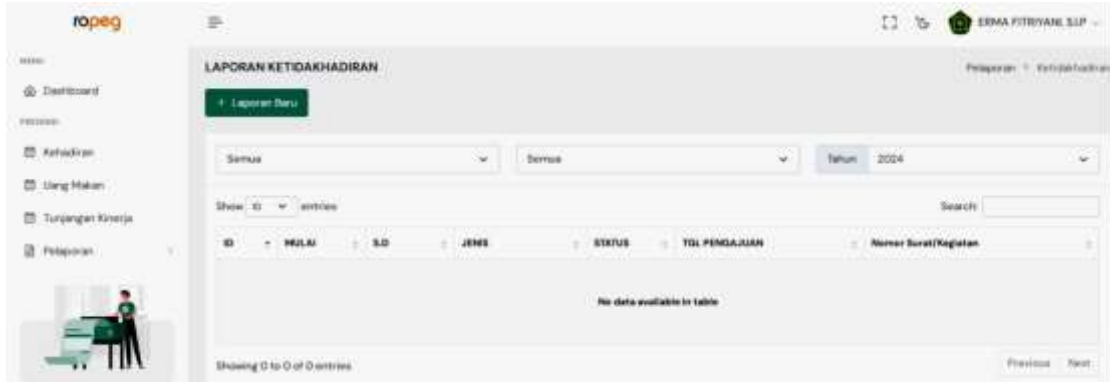 ropeg
ERMA FITRIYANI, S.I.P
MENU
Dashboard
Kehadiran
Uang Makan
Tunjangan Kinerja
Pelaporan
LAPORAN KETIDAKHADIRAN
Pelaporan > Ketidakhadiran
+ Laporan Baru
Semua
Semua
Tahun 2024
Show 10 entries
Search:
ID MULAI S.D JENIS STATUS TGL PENGAJUAN Nomor Surat/Kegiatan
No data available in table
Showing 0 to 0 of 0 entries
Previous Next